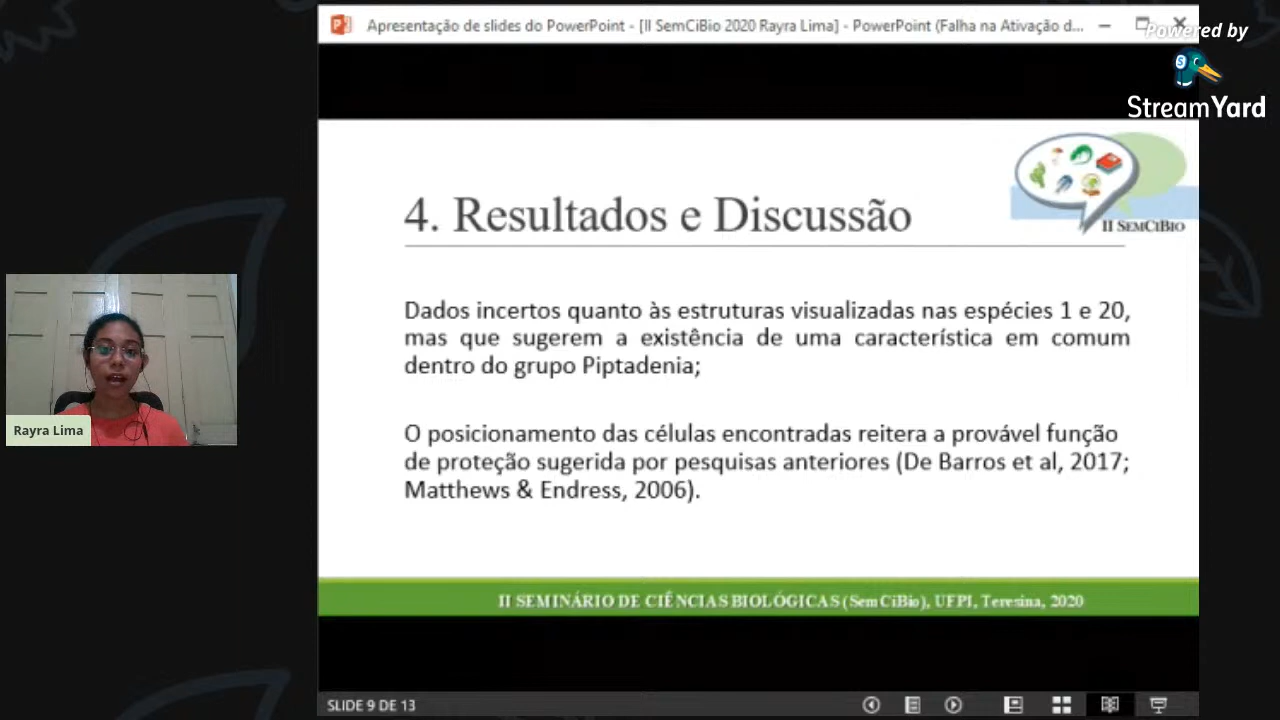 Apresentação de slides do PowerPoint - [II SemCiBio 2020 Rayra Lima] - PowerPoint (Falha na Ativação d...
Powered by
StreamYard
4. Resultados e Discussão
II SEMCIBIO
Dados incertos quanto às estruturas visualizadas nas espécies 1 e 20,
mas que sugerem a existência de uma característica em comum
dentro do grupo Piptadenia;
O posicionamento das células encontradas reitera a provável função
de proteção sugerida por pesquisas anteriores (De Barros et al, 2017;
Matthews & Endress, 2006).
Rayra Lima
II SEMINÁRIO DE CIÊNCIAS BIOLÓGICAS (SemCiBio), UFPI, Teresina, 2020
SLIDE 9 DE 13